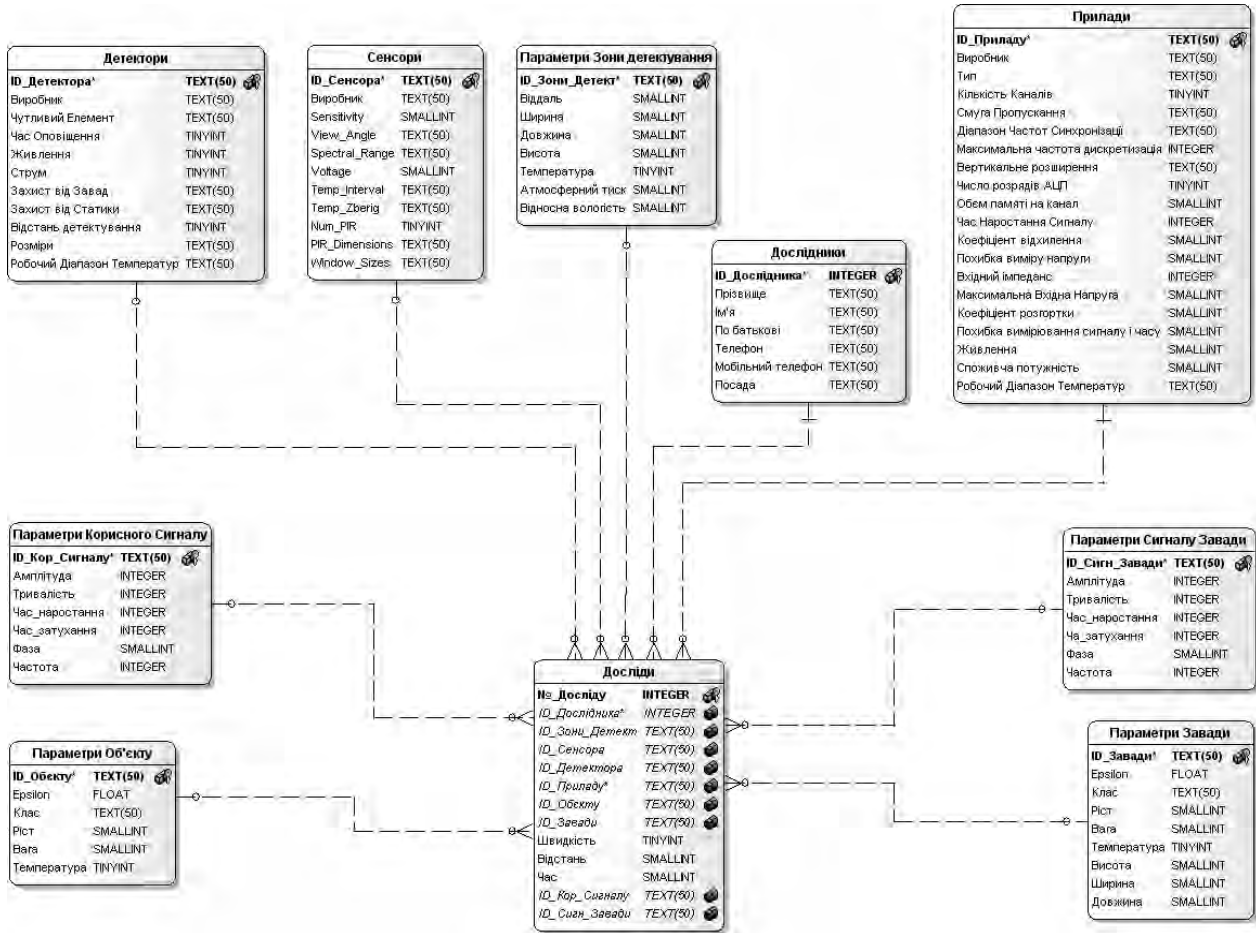 Детектори
ID_Детектора* TEXT(50)
Виробник TEXT(50)
Чутливий Елемент TEXT(50)
Час Оповіщення TINYINT
Живлення TINYINT
Струм TINYINT
Захист від Завад TEXT(50)
Захист від Статики TEXT(50)
Відстань детектування TINYINT
Розміри TEXT(50)
Робочий Діапазон Температур TEXT(50)
Сенсори
ID_Сенсора* TEXT(50)
Виробник TEXT(50)
Sensitivity SMALLINT
View_Angle TEXT(50)
Spectral_Range TEXT(50)
Voltage SMALLINT
Temp_Interval TEXT(50)
Temp_Zberig TEXT(50)
Num_PIR TINYINT
PIR_Dimensions TEXT(50)
Window_Sizes TEXT(50)
Параметри Зони детектування
ID_Зони_Детект* TEXT(50)
Віддаль SMALLINT
Ширина SMALLINT
Довжина SMALLINT
Висота SMALLINT
Температура TINYINT
Атмосферний тиск SMALLINT
Відносна вологість SMALLINT
Дослідники
ID_Дослідника* INTEGER
Прізвище TEXT(50)
Ім'я TEXT(50)
По батькові TEXT(50)
Телефон TEXT(50)
Мобільний телефон TEXT(50)
Посада TEXT(50)
Прилади
ID_Приладу* TEXT(50)
Виробник TEXT(50)
Тип TEXT(50)
Кількість Каналів TINYINT
Смуга Пропускання TEXT(50)
Діапазон Частот Синхронізації TEXT(50)
Максимальна частота дискретизація INTEGER
Вертикальне розширення TEXT(50)
Число розрядів АЦП TINYINT
Обєм памяті на канал SMALLINT
Час Наростання Сигналу INTEGER
Коефіцієнт відхилення SMALLINT
Похибка виміру напруги SMALLINT
Вхідний імпеданс INTEGER
Максимальна Вхідна Напруга SMALLINT
Коефіцієнт розгортки SMALLINT
Похибка вимірювання сигналу і часу SMALLINT
Живлення SMALLINT
Споживча потужність SMALLINT
Робочий Діапазон Температур TEXT(50)
Параметри Корисного Сигналу
ID_Кор_Сигналу* TEXT(50)
Амплітуда INTEGER
Тривалість INTEGER
Час_наростання INTEGER
Час_затухання INTEGER
Фаза SMALLINT
Частота INTEGER
Параметри Сигналу Завади
ID_Сигн_Завади* TEXT(50)
Амплітуда INTEGER
Тривалість INTEGER
Час_наростання INTEGER
Ча_затухання INTEGER
Фаза SMALLINT
Частота INTEGER
Досліди
№_Досліду INTEGER
ID_Дослідника* INTEGER
ID_Зони_Детект TEXT(50)
ID_Сенсора TEXT(50)
ID_Детектора TEXT(50)
ID_Приладу* TEXT(50)
ID_Обєкту TEXT(50)
ID_Завади TEXT(50)
Швидкість TINYINT
Відстань SMALLINT
Час SMALLINT
ID_Кор_Сигналу TEXT(50)
ID_Сигн_Завади TEXT(50)
Параметри Об'єкту
ID_Обєкту* TEXT(50)
Epsilon FLOAT
Клас TEXT(50)
Ріст SMALLINT
Вага SMALLINT
Температура TINYINT
Параметри Завади
ID_Завади* TEXT(50)
Epsilon FLOAT
Клас TEXT(50)
Ріст SMALLINT
Вага SMALLINT
Температура TINYINT
Висота SMALLINT
Ширина SMALLINT
Довжина SMALLINT